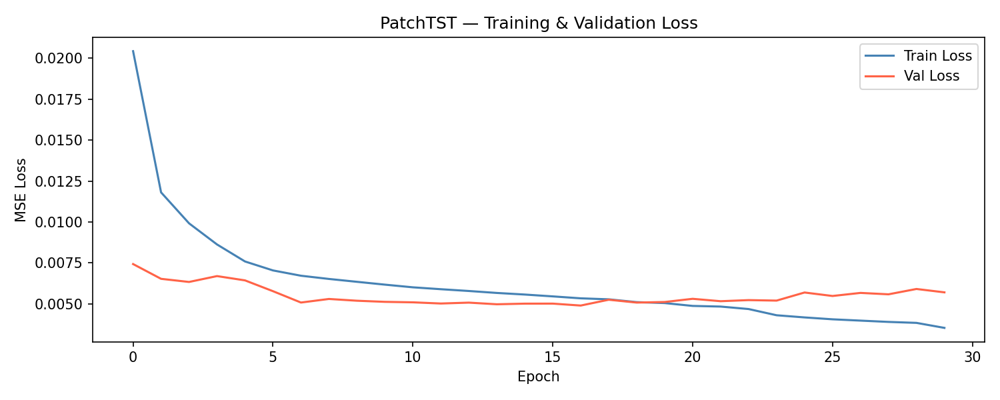 PatchTST — Training & Validation Loss
Train Loss
Val Loss
MSE Loss
0.0200
0.0175
0.0150
0.0125
0.0100
0.0075
0.0050
0
5
10
15
20
25
30
Epoch